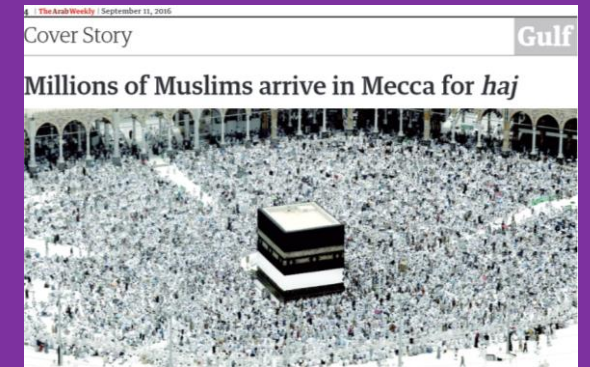 4 | The Arab Weekly | September 11, 2016
Cover Story
Gulf
Millions of Muslims arrive in Mecca for haj